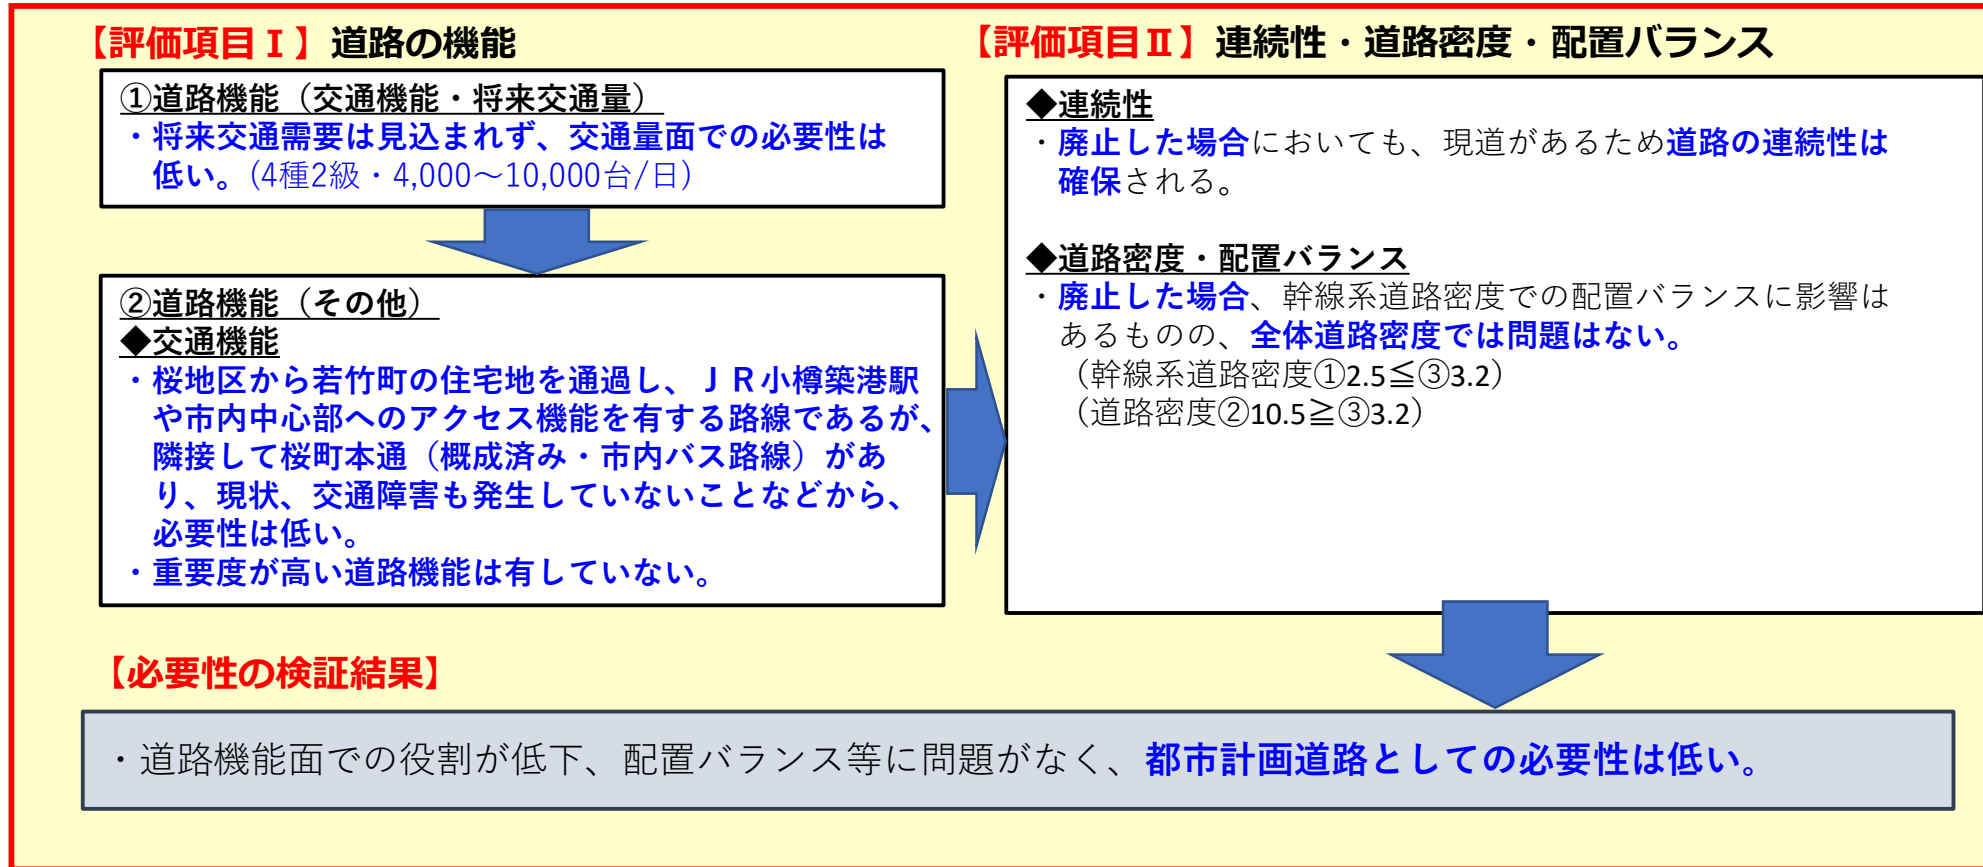 【評価項目Ⅰ】道路の機能
①道路機能（交通機能・将来交通量）
・将来交通需要は見込まれず、交通量面での必要性は
低い。（4種2級・4,000～10,000台/日）
②道路機能（その他）
◆交通機能
・桜地区から若竹町の住宅地を通過し、ＪＲ小樽築港駅
や市内中心部へのアクセス機能を有する路線であるが、
隣接して桜町本通（概成済み・市内バス路線）があ
り、現状、交通障害も発生していないことなどから、
必要性は低い。
・重要度が高い道路機能は有していない。
【評価項目Ⅱ】連続性・道路密度・配置バランス
◆連続性
・廃止した場合においても、現道があるため道路の連続性は
確保される。
◆道路密度・配置バランス
・廃止した場合、幹線系道路密度での配置バランスに影響は
あるものの、全体道路密度では問題はない。
（幹線系道路密度①2.5≦③3.2）
（道路密度②10.5≧③3.2）
【必要性の検証結果】
・道路機能面での役割が低下、配置バランス等に問題がなく、都市計画道路としての必要性は低い。